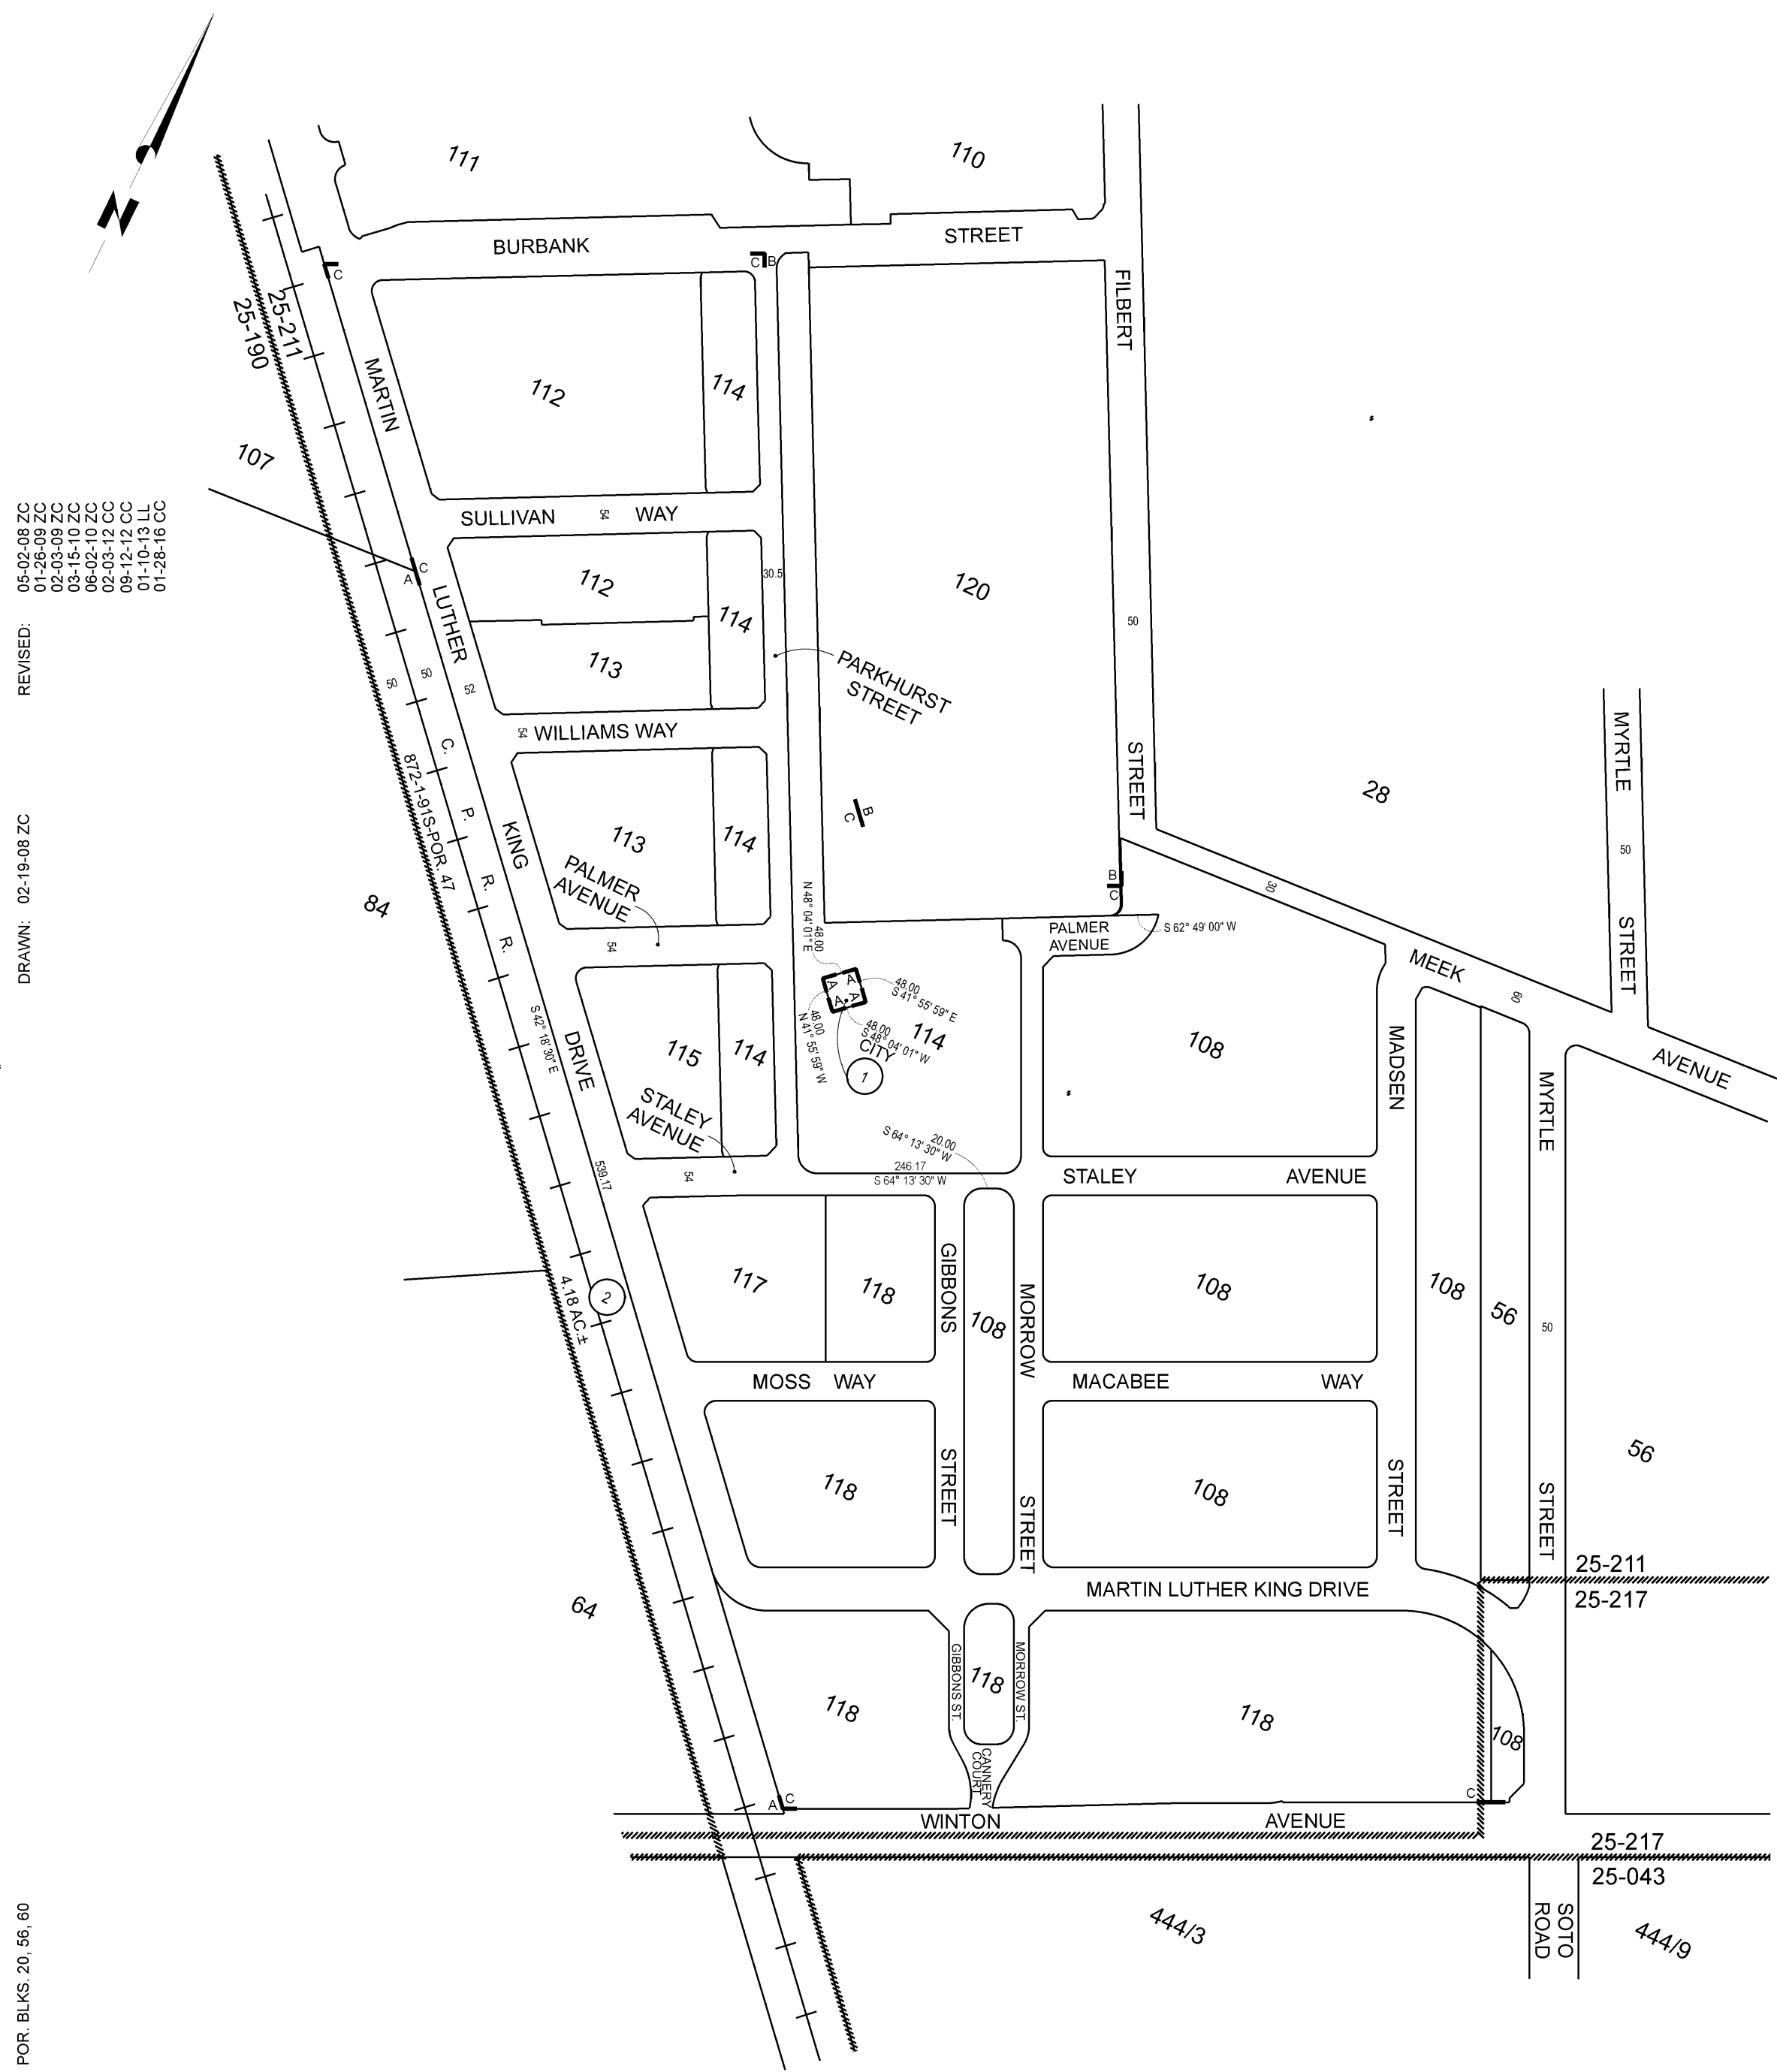 N
111
110
BURBANK
STREET
C
C
B
25-211
25-190
MARTIN
FILBERT
112
114
107
SULLIVAN
54
WAY
C
A
LUTHER
112
30.5
114
120
50
113
PARKHURST
STREET
50
50
52
54
WILLIAMS WAY
C.
P.
R.
R.
872-1-91S-POR. 47
KING
113
114
B
C
STREET
28
MYRTLE
50
STREET
PALMER
AVENUE
84
54
N 48° 04' 01" E
48.00
B
C
30
PALMER
AVENUE
S 62° 49' 00" W
MEEK
60
AVENUE
A
A
A
A
48.00
S 41° 55' 59" E
48.00
S 48° 04' 01" W
48.00
N 41° 55' 59" W
114
CITY
1
S 42° 18' 30" E
DRIVE
115
114
108
MADSEN
MYRTLE
STALEY
AVENUE
20.00
S 64° 13' 30" W
246.17
S 64° 13' 30" W
539.17
54
STALEY
AVENUE
117
118
GIBBONS
108
MORROW
108
108
56
50
2
4.18 AC.±
MOSS
WAY
MACABEE
WAY
118
STREET
STREET
108
STREET
STREET
56
25-211
25-217
MARTIN LUTHER KING DRIVE
64
118
GIBBONS ST.
118
MORROW ST.
118
108
CANNERY
COURT
A
C
C
WINTON
AVENUE
25-217
25-043
SOTO
ROAD
444/3
444/9
REVISED:
05-02-08 ZC
01-26-09 ZC
02-03-09 ZC
03-15-10 ZC
06-02-10 ZC
02-03-12 CC
09-12-12 CC
01-10-13 LL
01-28-16 CC
DRAWN: 02-19-08 ZC
POR. BLKS. 20, 56, 60